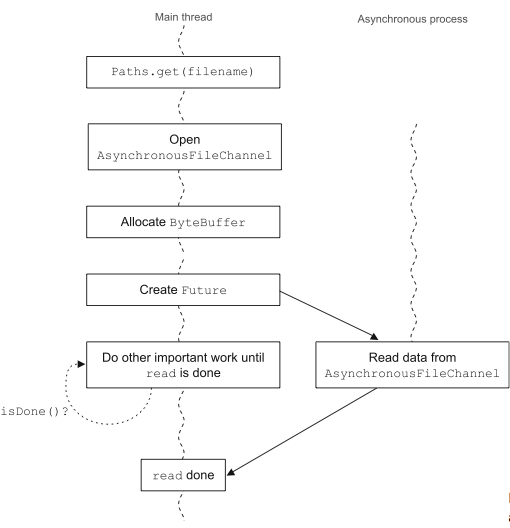 Main thread
Asynchronous process
Paths.get(filename)
Open
AsynchronousFileChannel
Allocate ByteBuffer
Create Future
Do other important work until
read is done
Read data from
AsynchronousFileChannel
isDone()?
read done